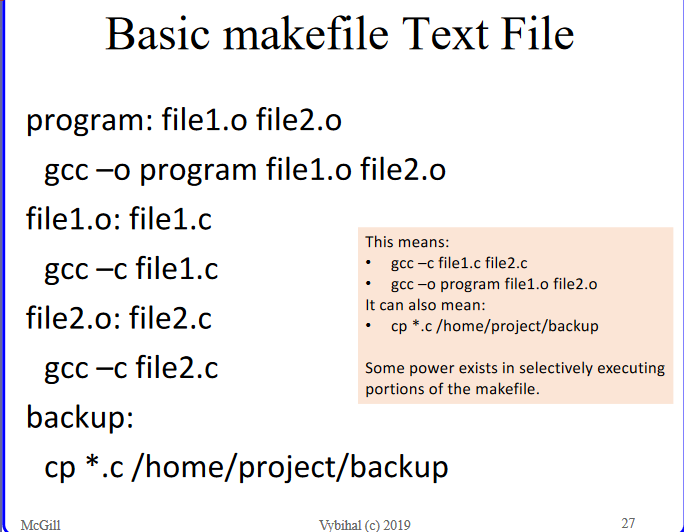 Basic makefile Text File
program: file1.o file2.o
gcc –o program file1.o file2.o
file1.o: file1.c
gcc –c file1.c
file2.o: file2.c
gcc –c file2.c
backup:
cp *.c /home/project/backup
This means:
• gcc –c file1.c file2.c
• gcc –o program file1.o file2.o
It can also mean:
• cp *.c /home/project/backup
Some power exists in selectively executing
portions of the makefile.
McGill
Vybihal (c) 2019
27